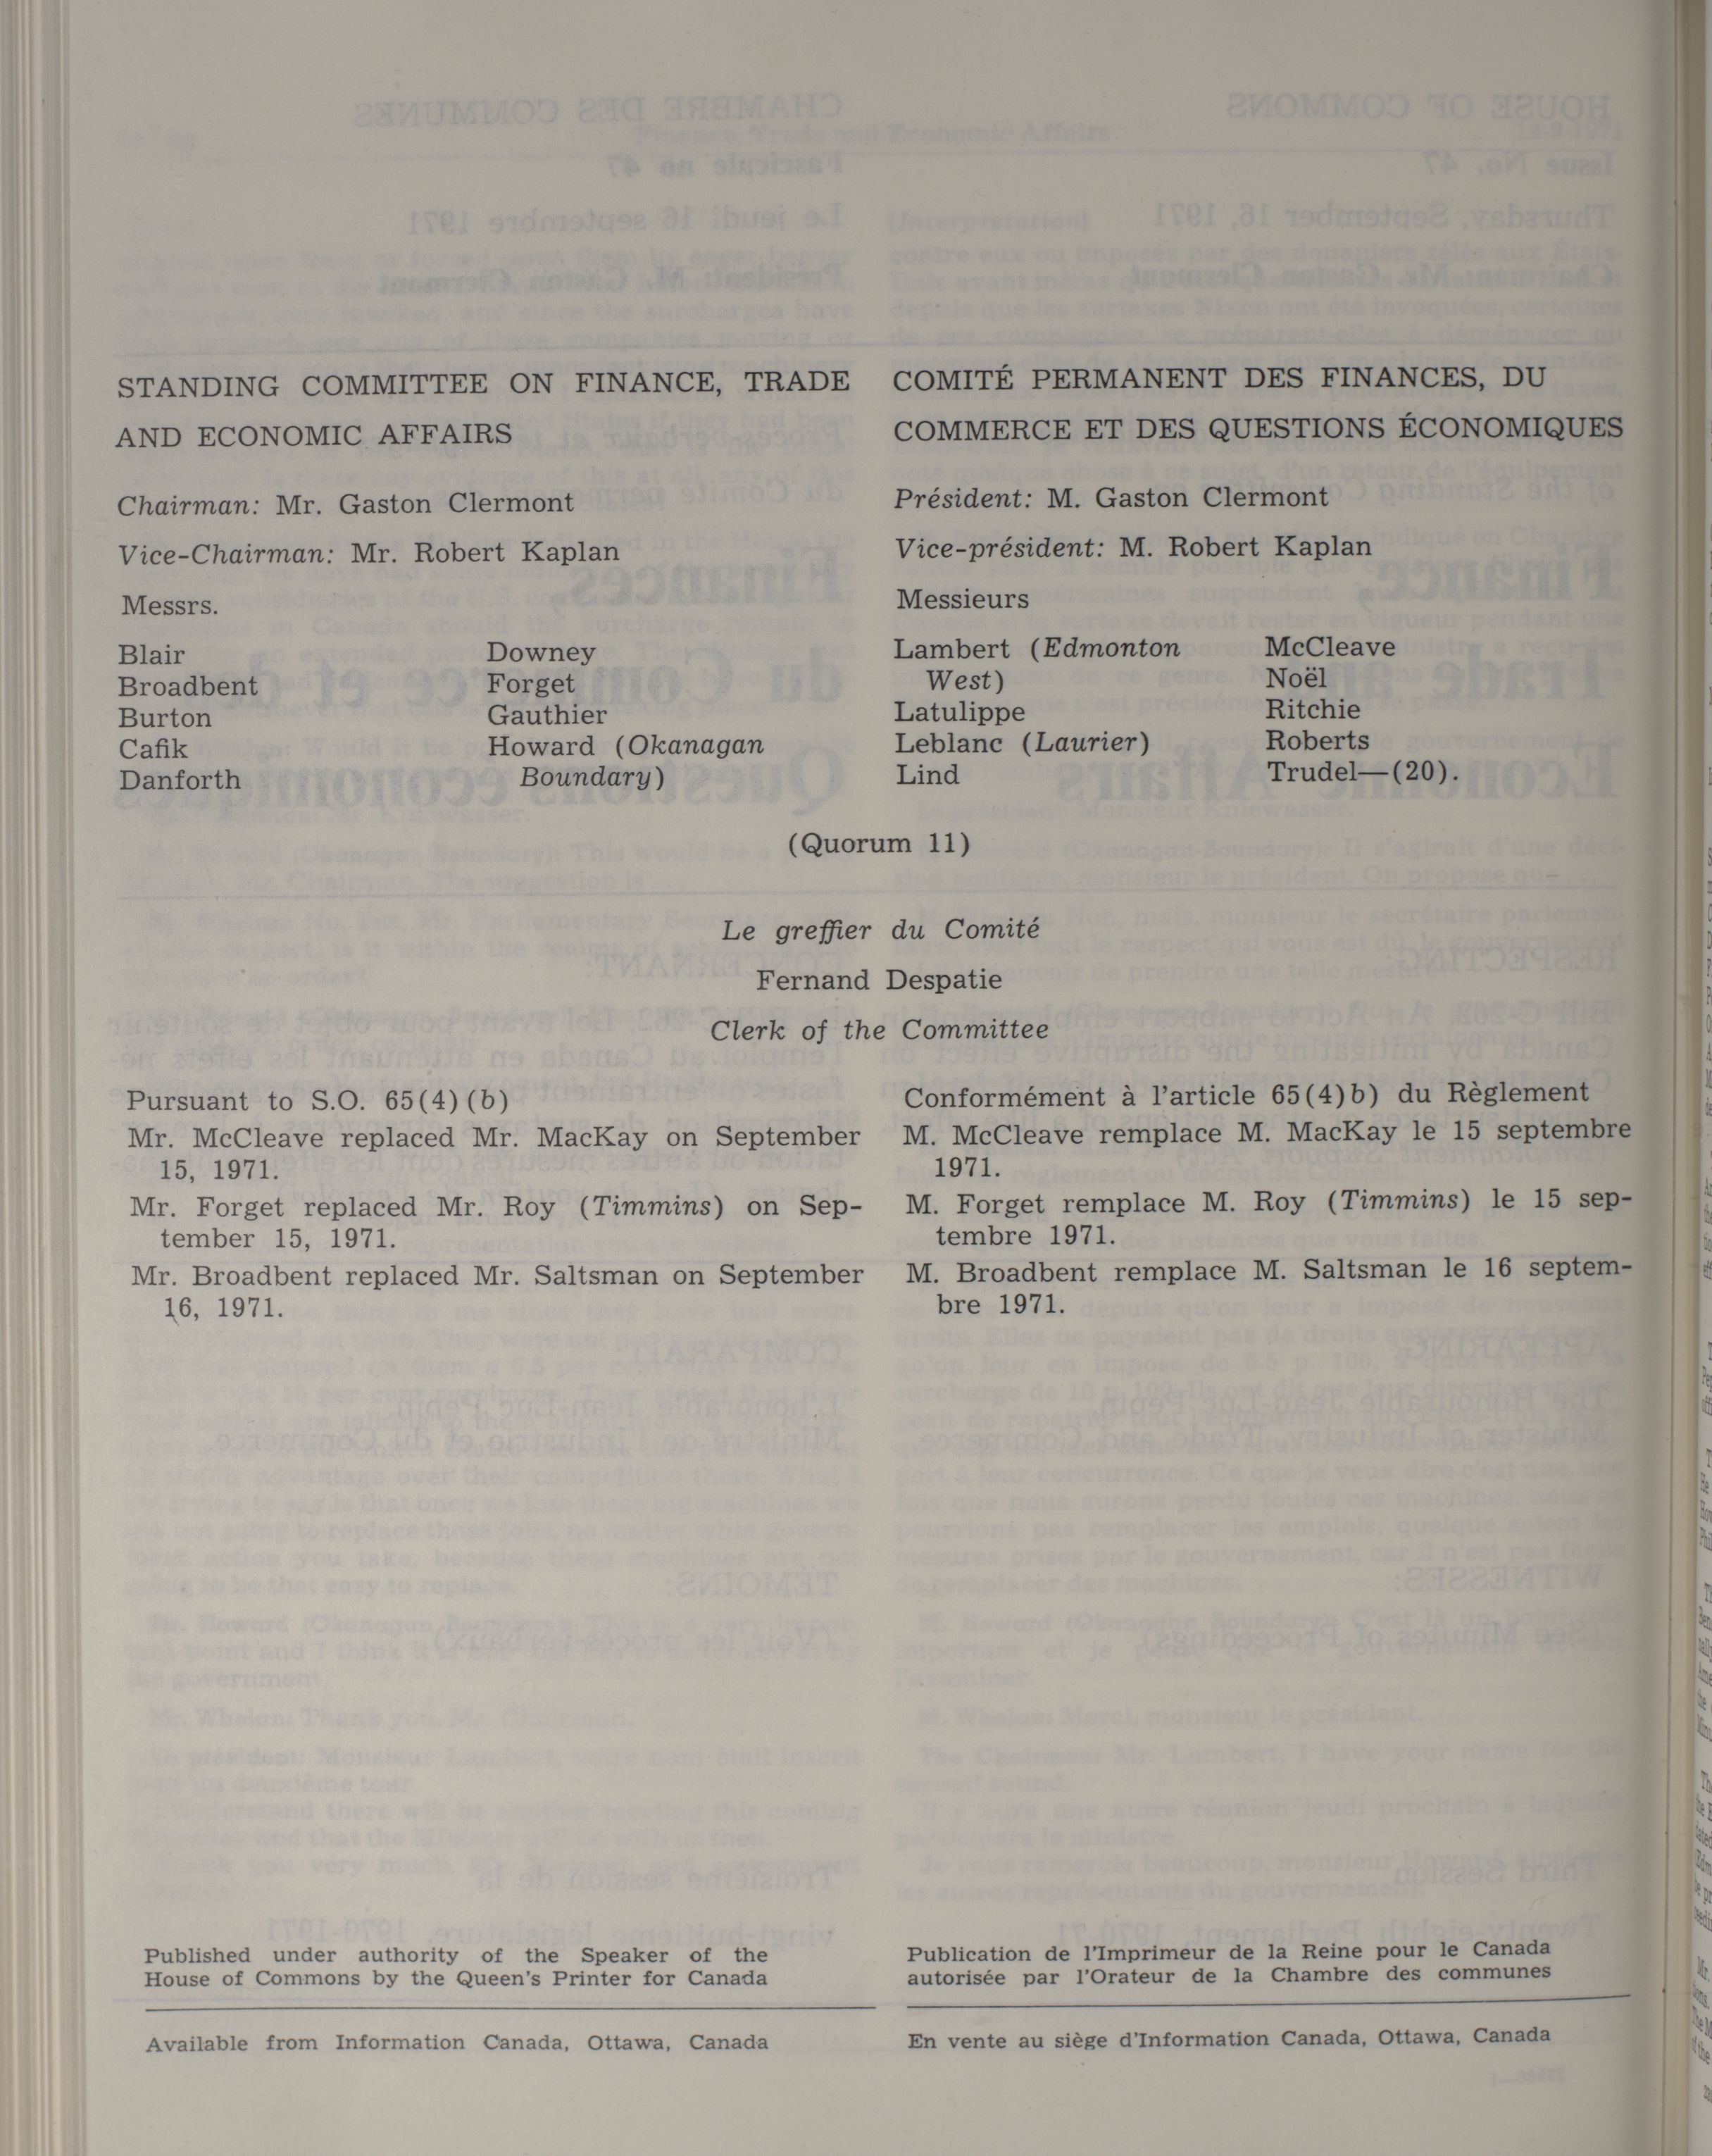 STANDING COMMITTEE ON FINANCE, TRADE
AND ECONOMIC AFFAIRS
Chairman: Mr. Gaston Clermont
Vice-Chairman: Mr. Robert Kaplan
Messrs.
Blair
Broadbent
Burton
Cafik
Danforth
Downey
Forget
Gauthier
Howard (Okanagan
Boundary)
COMITÉ PERMANENT DES FINANCES, DU
COMMERCE ET DES QUESTIONS ÉCONOMIQUES
Président: M. Gaston Clermont
Vice-président: M. Robert Kaplan
Messieurs
Lambert (Edmonton
West)
Latulippe
Leblanc (Laurier)
Lind
McCleave
Noël
Ritchie
Roberts
Trudel—(20).
(Quorum 11)
Le greffier du Comité
Fernand Despatie
Clerk of the Committee
Pursuant to S.O. 65(4)(b)
Mr. McCleave replaced Mr. MacKay on September
15, 1971.
Mr. Forget replaced Mr. Roy (Timmins) on Sep-
tember 15, 1971.
Mr. Broadbent replaced Mr. Saltsman on September
16, 1971.
Conformément à l'article 65(4)b) du Règlement
M. McCleave remplace M. MacKay le 15 septembre
1971.
M. Forget remplace M. Roy (Timmins) le 15 sep-
tembre 1971.
M. Broadbent remplace M. Saltsman le 16 septem-
bre 1971.
Published under authority of the Speaker of the
House of Commons by the Queen's Printer for Canada
Available from Information Canada, Ottawa, Canada
Publication de l'Imprimeur de la Reine pour le Canada
autorisée par l'Orateur de la Chambre des communes
En vente au siège d'Information Canada, Ottawa, Canada